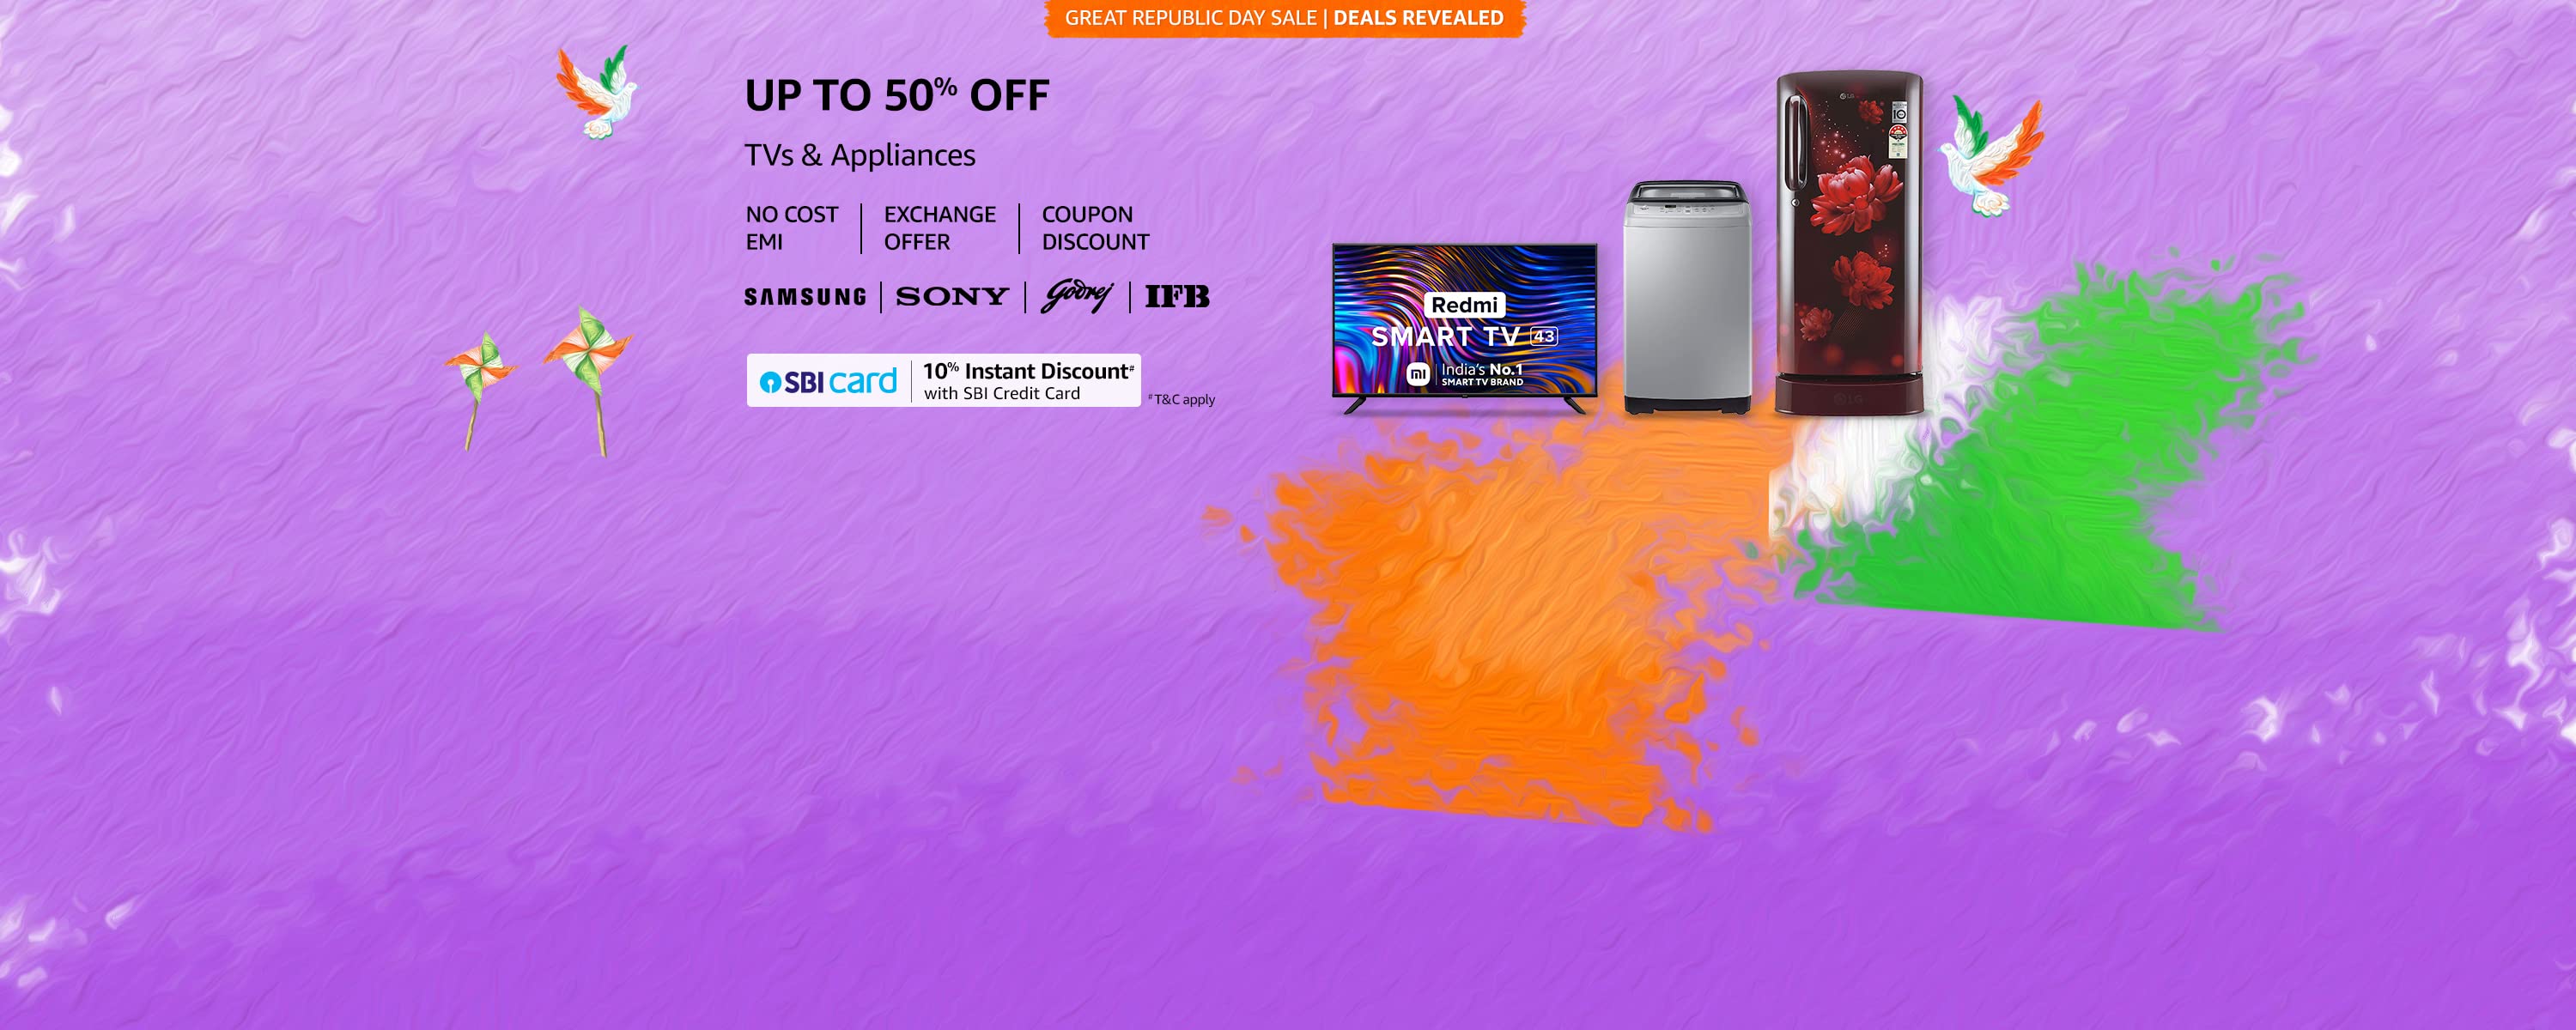 GREAT REPUBLIC DAY SALE | DEALS REVEALED
UP TO 50% OFF
TVs & Appliances
NO COST EMI | EXCHANGE OFFER | COUPON DISCOUNT
SAMSUNG | SONY | Godrej | IFB
SBI card | 10% Instant Discount#
with SBI Credit Card
#T&C apply
Redmi
SMART TV 43
mi | India's No.1
SMART TV BRAND
LG